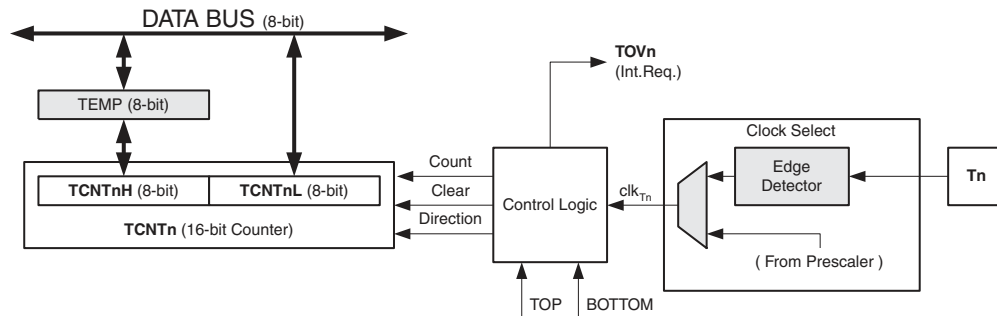 DATA BUS (8-bit)
TOVn
(Int.Req.)
TEMP (8-bit)
Clock Select
Count
Edge
Detector
Tn
TCNTnH (8-bit)
TCNTnL (8-bit)
Clear
Control Logic
clkTn
Direction
TCNTn (16-bit Counter)
( From Prescaler )
TOP
BOTTOM